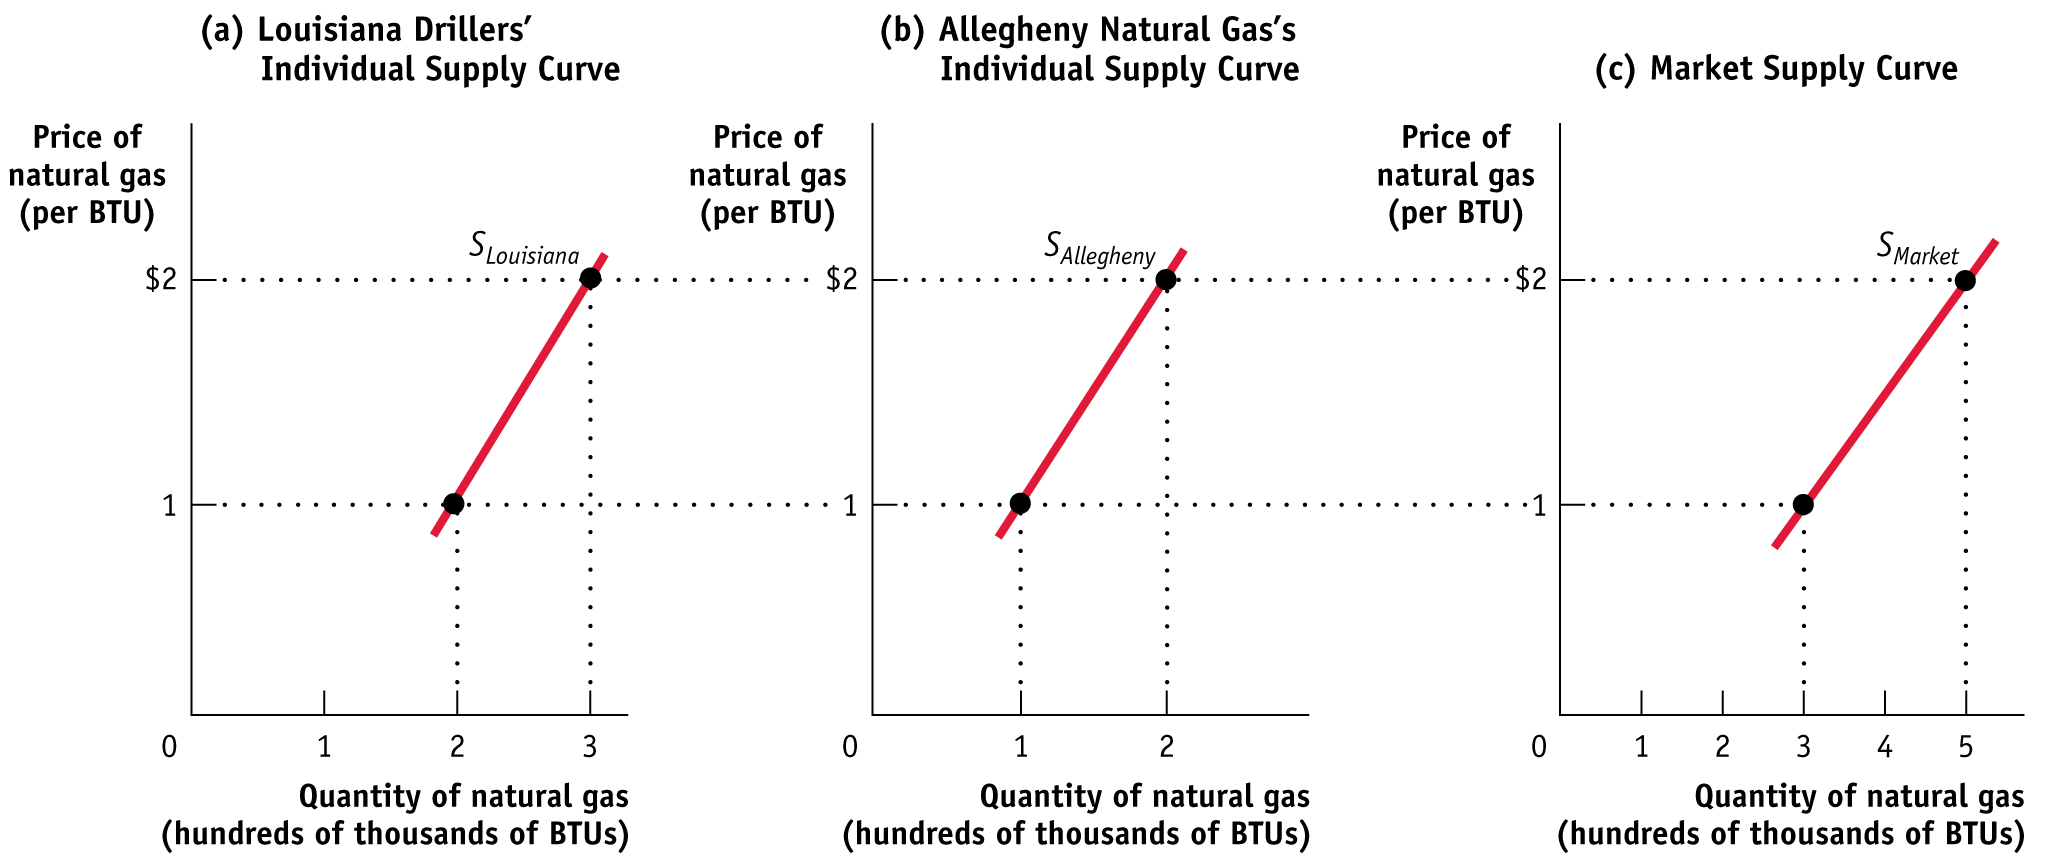 (a) Louisiana Drillers’
Individual Supply Curve
Price of
natural gas
(per BTU)
S Louisiana
$2
1
0 1 2 3
Quantity of natural gas
(hundreds of thousands of BTUs)
(b) Allegheny Natural Gas’s
Individual Supply Curve
Price of
natural gas
(per BTU)
S Allegheny
$2
1
0 1 2
Quantity of natural gas
(hundreds of thousands of BTUs)
(c) Market Supply Curve
Price of
natural gas
(per BTU)
S Market
$2
1
0 1 2 3 4 5
Quantity of natural gas
(hundreds of thousands of BTUs)